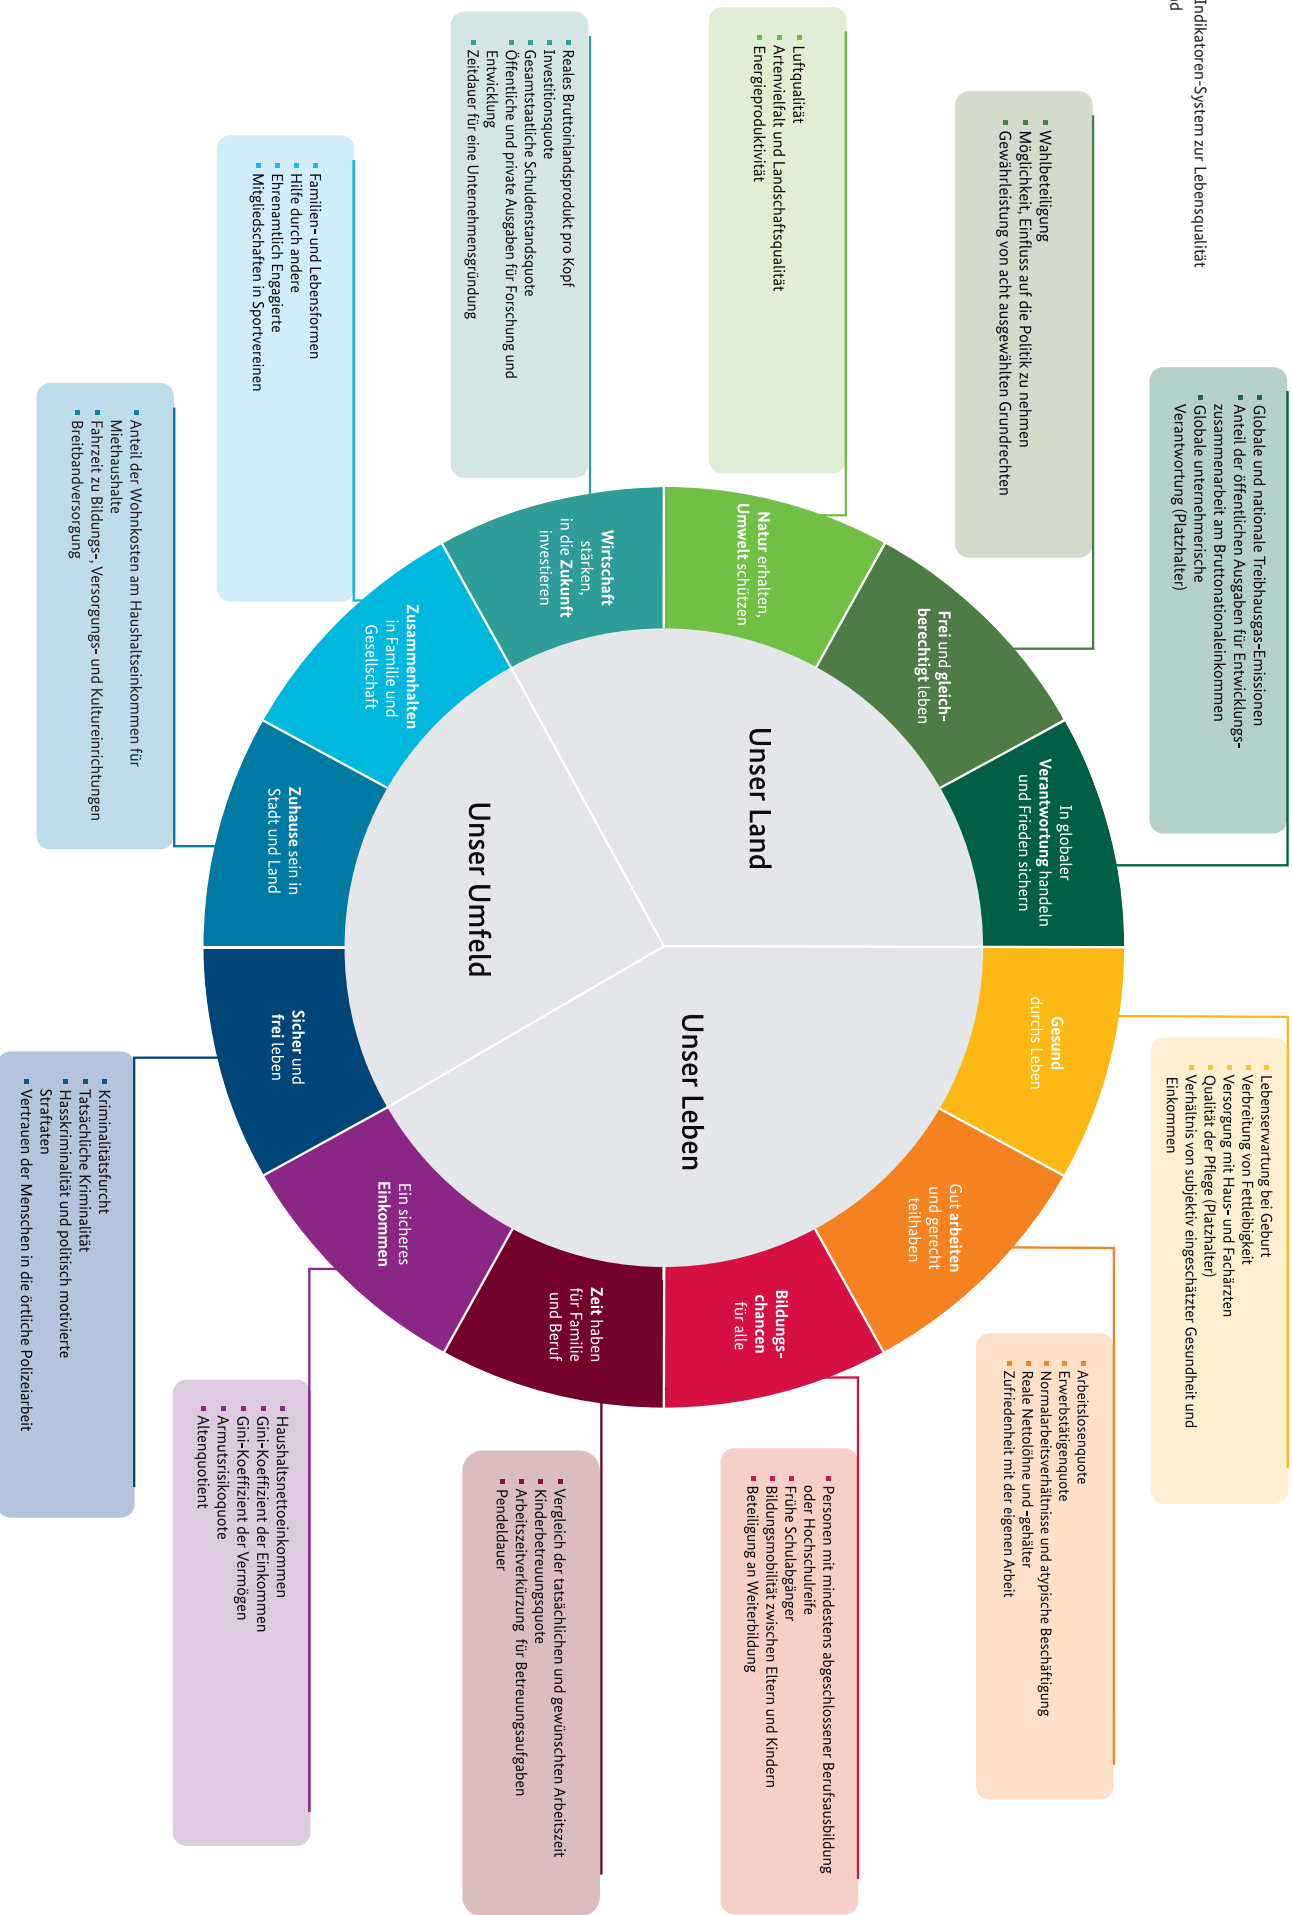 Indikatoren-System zur Lebensqualität
Unser Leben
Gesund
durchs Leben
Lebenserwartung bei Geburt
Verbreitung von Fettleibigkeit
Versorgung mit Haus- und Fachärzten
Qualität der Pflege (Platzhalter)
Verhältnis von subjektiv eingeschätzter Gesundheit und
Einkommen
Gut arbeiten
und gerecht
teilhaben
Arbeitslosenquote
Erwerbstätigenquote
Normalarbeitsverhältnisse und atypische Beschäftigung
Reale Nettolöhne und -gehälter
Zufriedenheit mit der eigenen Arbeit
Bildungs-
chancen
für alle
Personen mit mindestens abgeschlossener Berufsausbildung
oder Hochschulreife
Frühe Schulabgänger
Bildungsmobilität zwischen Eltern und Kindern
Beteiligung an Weiterbildung
Zeit haben
für Familie
und Beruf
Vergleich der tatsächlichen und gewünschten Arbeitszeit
Kinderbetreuungsquote
Arbeitszeitverkürzung für Betreuungsaufgaben
Pendeldauer
Ein sicheres
Einkommen
Haushaltsnettoeinkommen
Gini-Koeffizient der Einkommen
Gini-Koeffizient der Vermögen
Armutsrisikoquote
Altenquotient
Unser Umfeld
Sicher und
frei leben
Kriminalitätsfurcht
Tatsächliche Kriminalität
Hasskriminalität und politisch motivierte
Straftaten
Vertrauen der Menschen in die örtliche Polizeiarbeit
Zuhause sein in
Stadt und Land
Anteil der Wohnkosten am Haushaltseinkommen für
Miethaushalte
Fahrzeit zu Bildungs-, Versorgungs- und Kultureinrichtungen
Breitbandversorgung
Zusammenhalten
in Familie und
Gesellschaft
Familien- und Lebensformen
Hilfe durch andere
Ehrenamtlich Engagierte
Mitgliedschaften in Sportvereinen
Unser Land
Wirtschaft
stärken,
in die Zukunft
investieren
Reales Bruttoinlandsprodukt pro Kopf
Investitionsquote
Gesamtstaatliche Schuldenstandsquote
Öffentliche und private Ausgaben für Forschung und
Entwicklung
Zeitdauer für eine Unternehmensgründung
Natur erhalten,
Umwelt schützen
Luftqualität
Artenvielfalt und Landschaftsqualität
Energieproduktivität
Frei und gleich-
berechtigt leben
Wahlbeteiligung
Möglichkeit, Einfluss auf die Politik zu nehmen
Gewährleistung von acht ausgewählten Grundrechten
In globaler
Verantwortung handeln
und Frieden sichern
Globale und nationale Treibhausgas-Emissionen
Anteil der öffentlichen Ausgaben für Entwicklungs-
zusammenarbeit am Bruttonationaleinkommen
Globale unternehmerische
Verantwortung (Platzhalter)